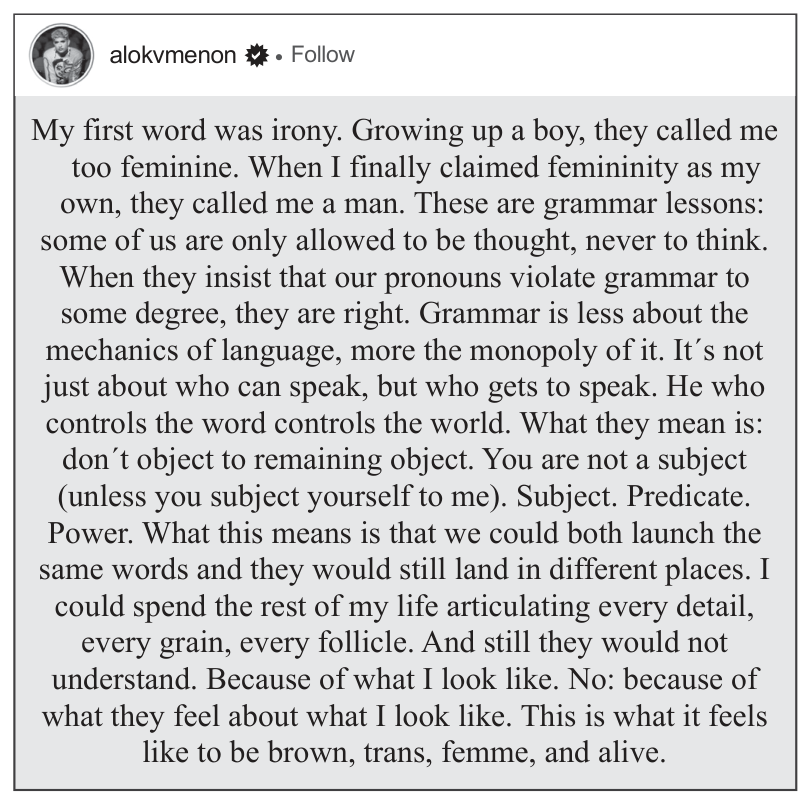 alokvmenon • Follow
My first word was irony. Growing up a boy, they called me
too feminine. When I finally claimed femininity as my
own, they called me a man. These are grammar lessons:
some of us are only allowed to be thought, never to think.
When they insist that our pronouns violate grammar to
some degree, they are right. Grammar is less about the
mechanics of language, more the monopoly of it. It´s not
just about who can speak, but who gets to speak. He who
controls the word controls the world. What they mean is:
don´t object to remaining object. You are not a subject
(unless you subject yourself to me). Subject. Predicate.
Power. What this means is that we could both launch the
same words and they would still land in different places. I
could spend the rest of my life articulating every detail,
every grain, every follicle. And still they would not
understand. Because of what I look like. No: because of
what they feel about what I look like. This is what it feels
like to be brown, trans, femme, and alive.